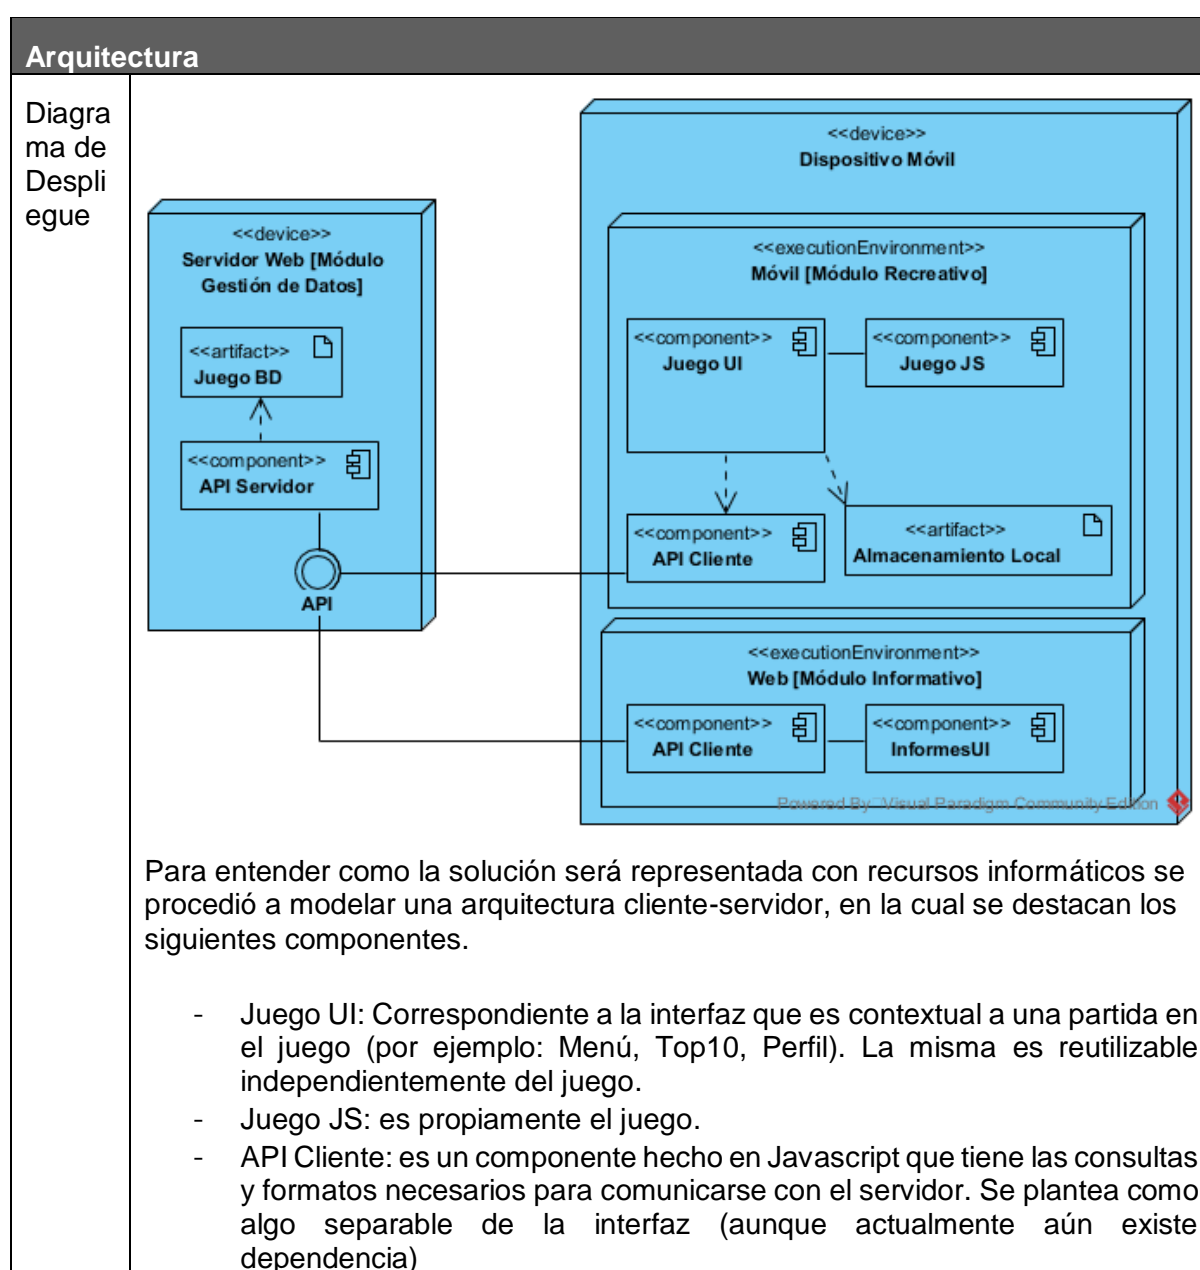 Arquitectura
Diagra
ma de
Despli
egue
<<device>>
Servidor Web [Módulo
Gestión de Datos]
<<artifact>>
Juego BD
<<component>>
API Servidor
API
<<device>>
Dispositivo Móvil
<<executionEnvironment>>
Móvil [Módulo Recreativo]
<<component>>
Juego UI
<<component>>
Juego JS
<<component>>
API Cliente
<<artifact>>
Almacenamiento Local
<<executionEnvironment>>
Web [Módulo Informativo]
<<component>>
API Cliente
<<component>>
InformesUI
Powered By Visual Paradigm Community Edition
Para entender como la solución será representada con recursos informáticos se
procedió a modelar una arquitectura cliente-servidor, en la cual se destacan los
siguientes componentes.
- Juego UI: Correspondiente a la interfaz que es contextual a una partida en
el juego (por ejemplo: Menú, Top10, Perfil). La misma es reutilizable
independientemente del juego.
- Juego JS: es propiamente el juego.
- API Cliente: es un componente hecho en Javascript que tiene las consultas
y formatos necesarios para comunicarse con el servidor. Se plantea como
algo separable de la interfaz (aunque actualmente aún existe
dependencia)